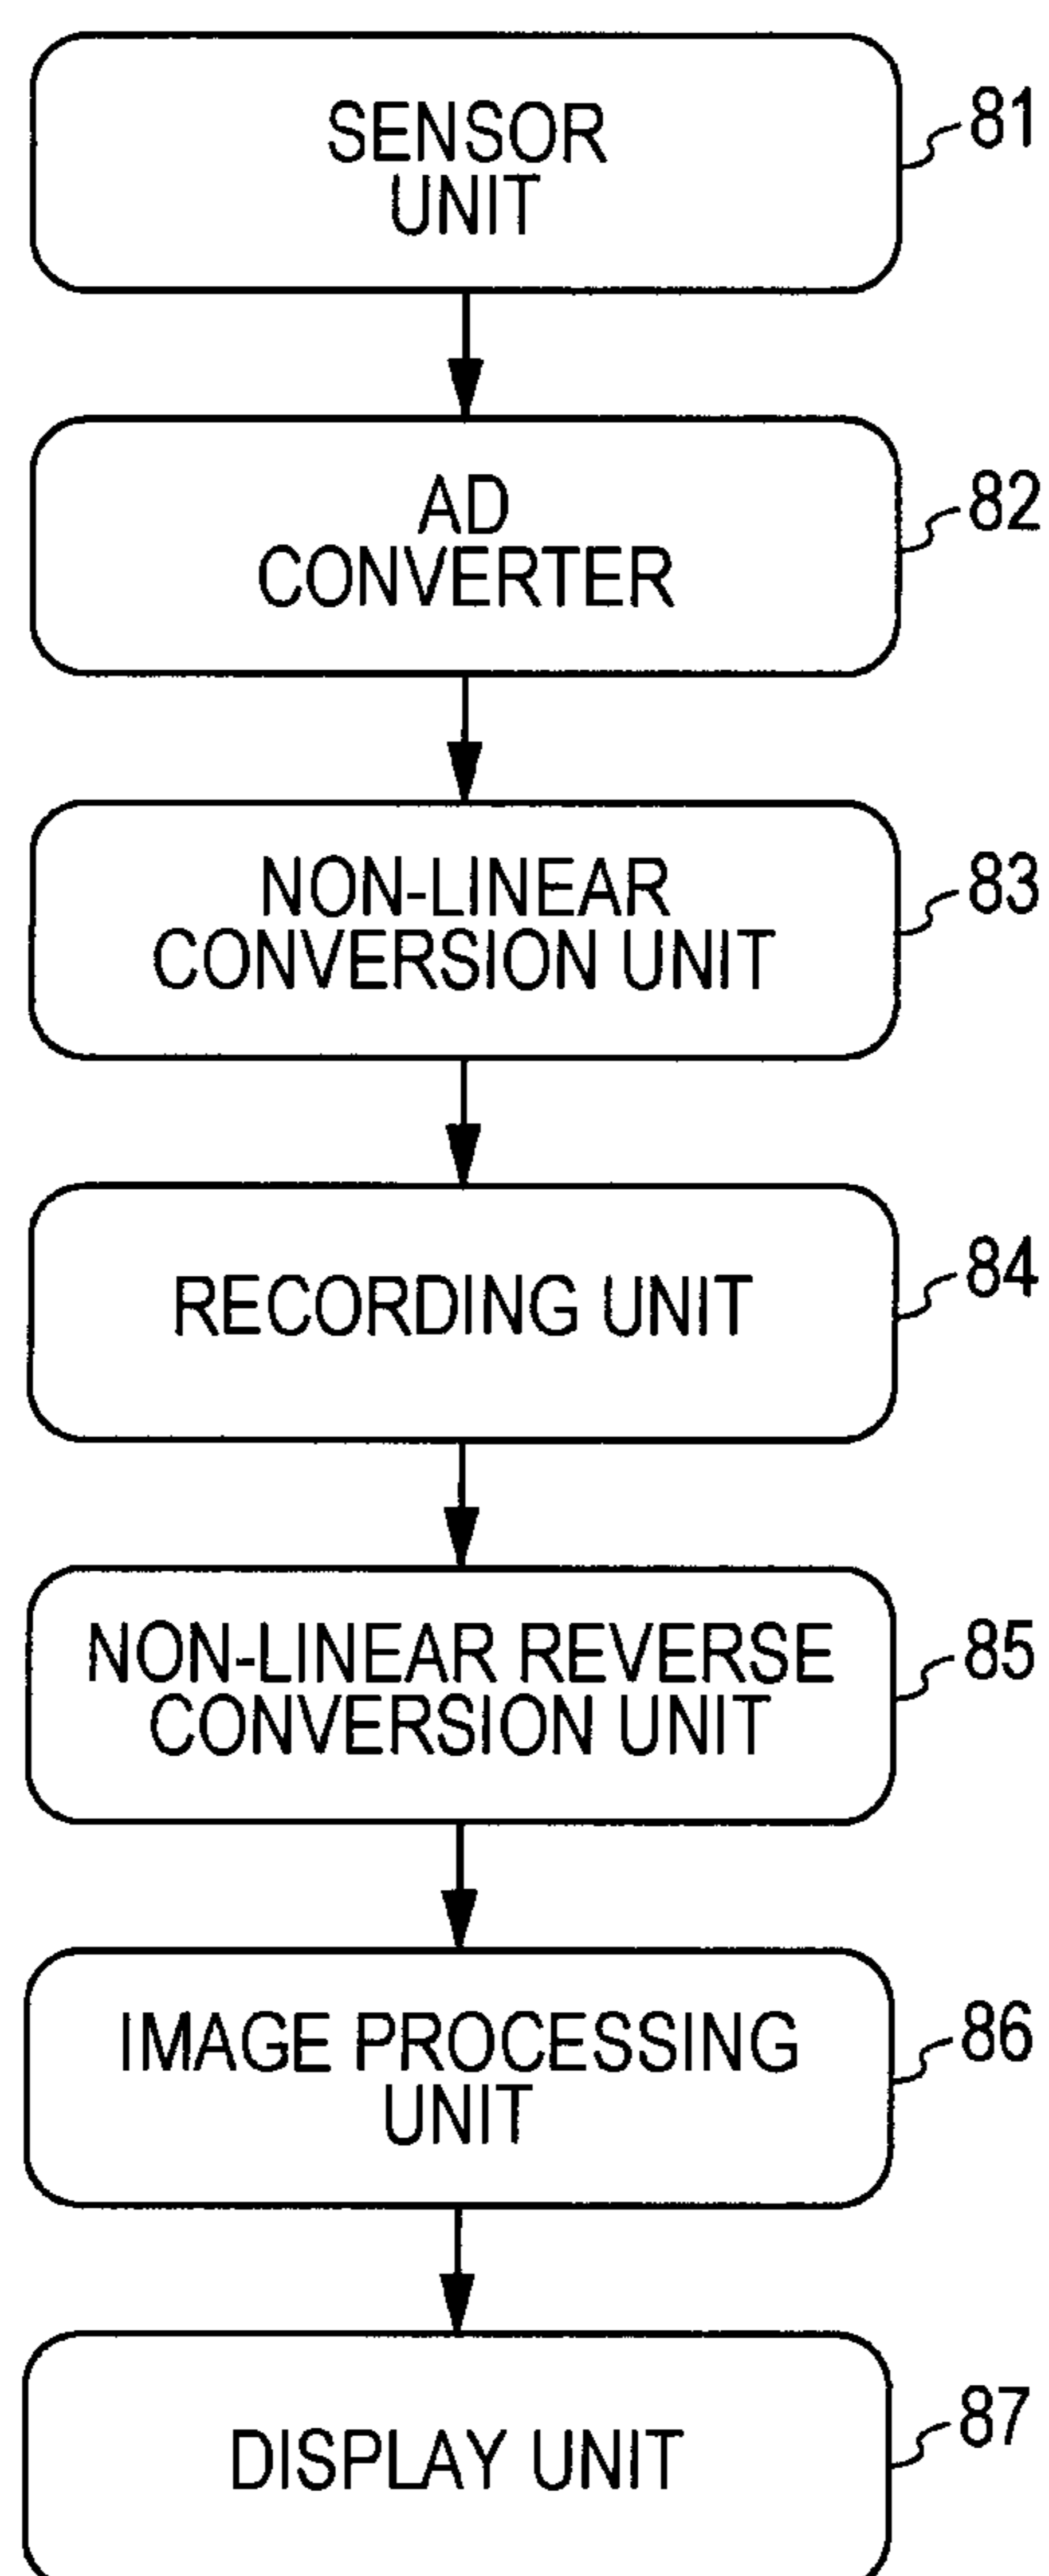 SENSOR
UNIT
81
AD
CONVERTER
82
NON-LINEAR
CONVERSION UNIT
83
RECORDING UNIT
84
NON-LINEAR REVERSE
CONVERSION UNIT
85
IMAGE PROCESSING
UNIT
86
DISPLAY UNIT
87